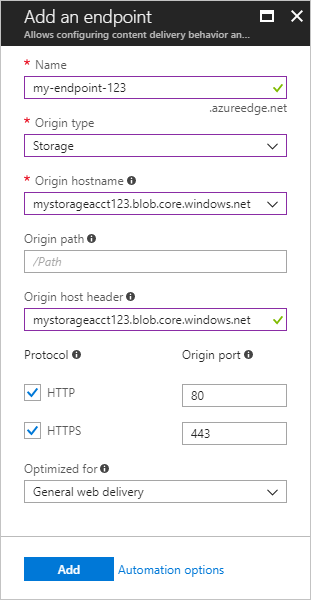 Add an endpoint
Allows configuring content delivery behavior an...
* Name
my-endpoint-123
.azureedge.net
* Origin type
Storage
* Origin hostname
mystorageacct123.blob.core.windows.net
Origin path
/Path
Origin host header
mystorageacct123.blob.core.windows.net
Protocol Origin port
HTTP 80
HTTPS 443
Optimized for
General web delivery
Add Automation options